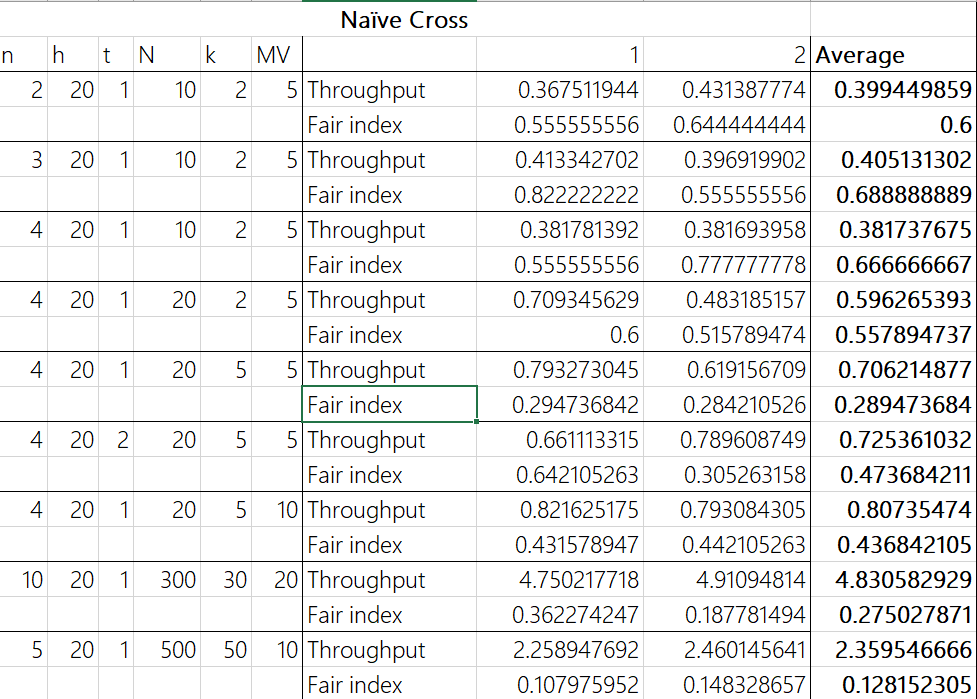 Naïve Cross
n h t N k MV 1 2 Average
2 20 1 10 2 5 Throughput 0.367511944 0.431387774 0.399449859
Fair index 0.555555556 0.644444444 0.6
3 20 1 10 2 5 Throughput 0.413342702 0.396919902 0.405131302
Fair index 0.822222222 0.555555556 0.688888889
4 20 1 10 2 5 Throughput 0.381781392 0.381693958 0.381737675
Fair index 0.555555556 0.777777778 0.666666667
4 20 1 20 2 5 Throughput 0.709345629 0.483185157 0.596265393
Fair index 0.6 0.515789474 0.557894737
4 20 1 20 5 5 Throughput 0.793273045 0.619156709 0.706214877
Fair index 0.294736842 0.284210526 0.289473684
4 20 2 20 5 5 Throughput 0.661113315 0.789608749 0.725361032
Fair index 0.642105263 0.305263158 0.473684211
4 20 1 20 5 10 Throughput 0.821625175 0.793084305 0.80735474
Fair index 0.431578947 0.442105263 0.436842105
10 20 1 300 30 20 Throughput 4.750217718 4.91094814 4.830582929
Fair index 0.362274247 0.187781494 0.275027871
5 20 1 500 50 10 Throughput 2.258947692 2.460145641 2.359546666
Fair index 0.107975952 0.148328657 0.128152305